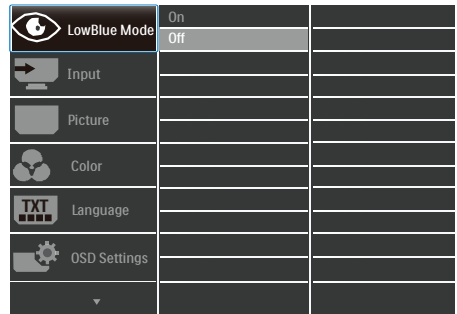 LowBlue Mode
On
Off
Input
Picture
Color
TXT
Language
OSD Settings